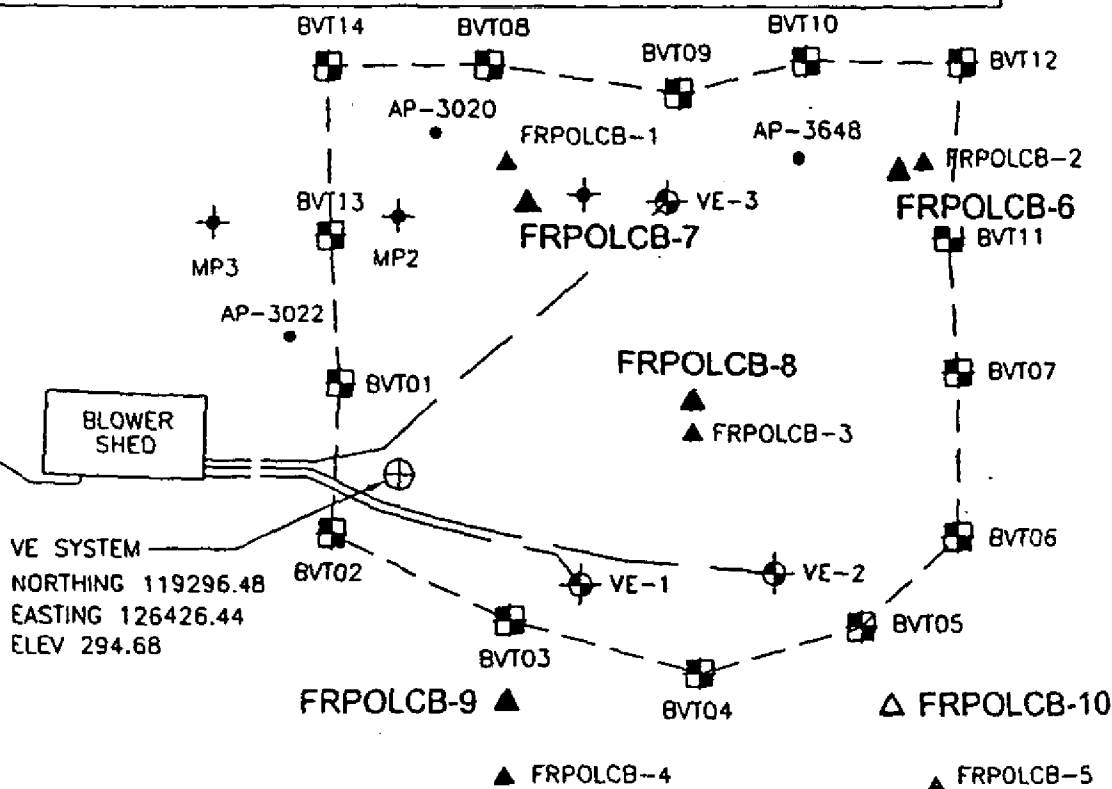 BVT14
BVT08
BVT09
BVT10
BVT12
AP-3020
FRPOLCB-1
AP-3648
FRPOLCB-2
FRPOLCB-6
BVT13
MP3
MP2
FRPOLCB-7
VE-3
BVT11
AP-3022
BVT01
FRPOLCB-8
BVT07
BLOWER
SHED
FRPOLCB-3
VE SYSTEM
NORTHING 119296.48
EASTING 126426.44
ELEV 294.68
BVT02
VE-1
VE-2
BVT06
BVT03
BVT05
FRPOLCB-9
BVT04
FRPOLCB-10
FRPOLCB-4
FRPOLCB-5